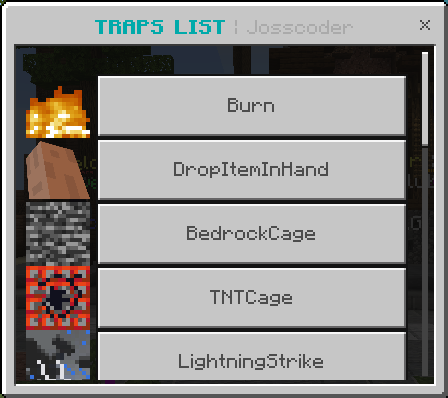 TRAPS LIST | Josscoder
Burn
DropItemInHand
BedrockCage
TNTCage
LightningStrike